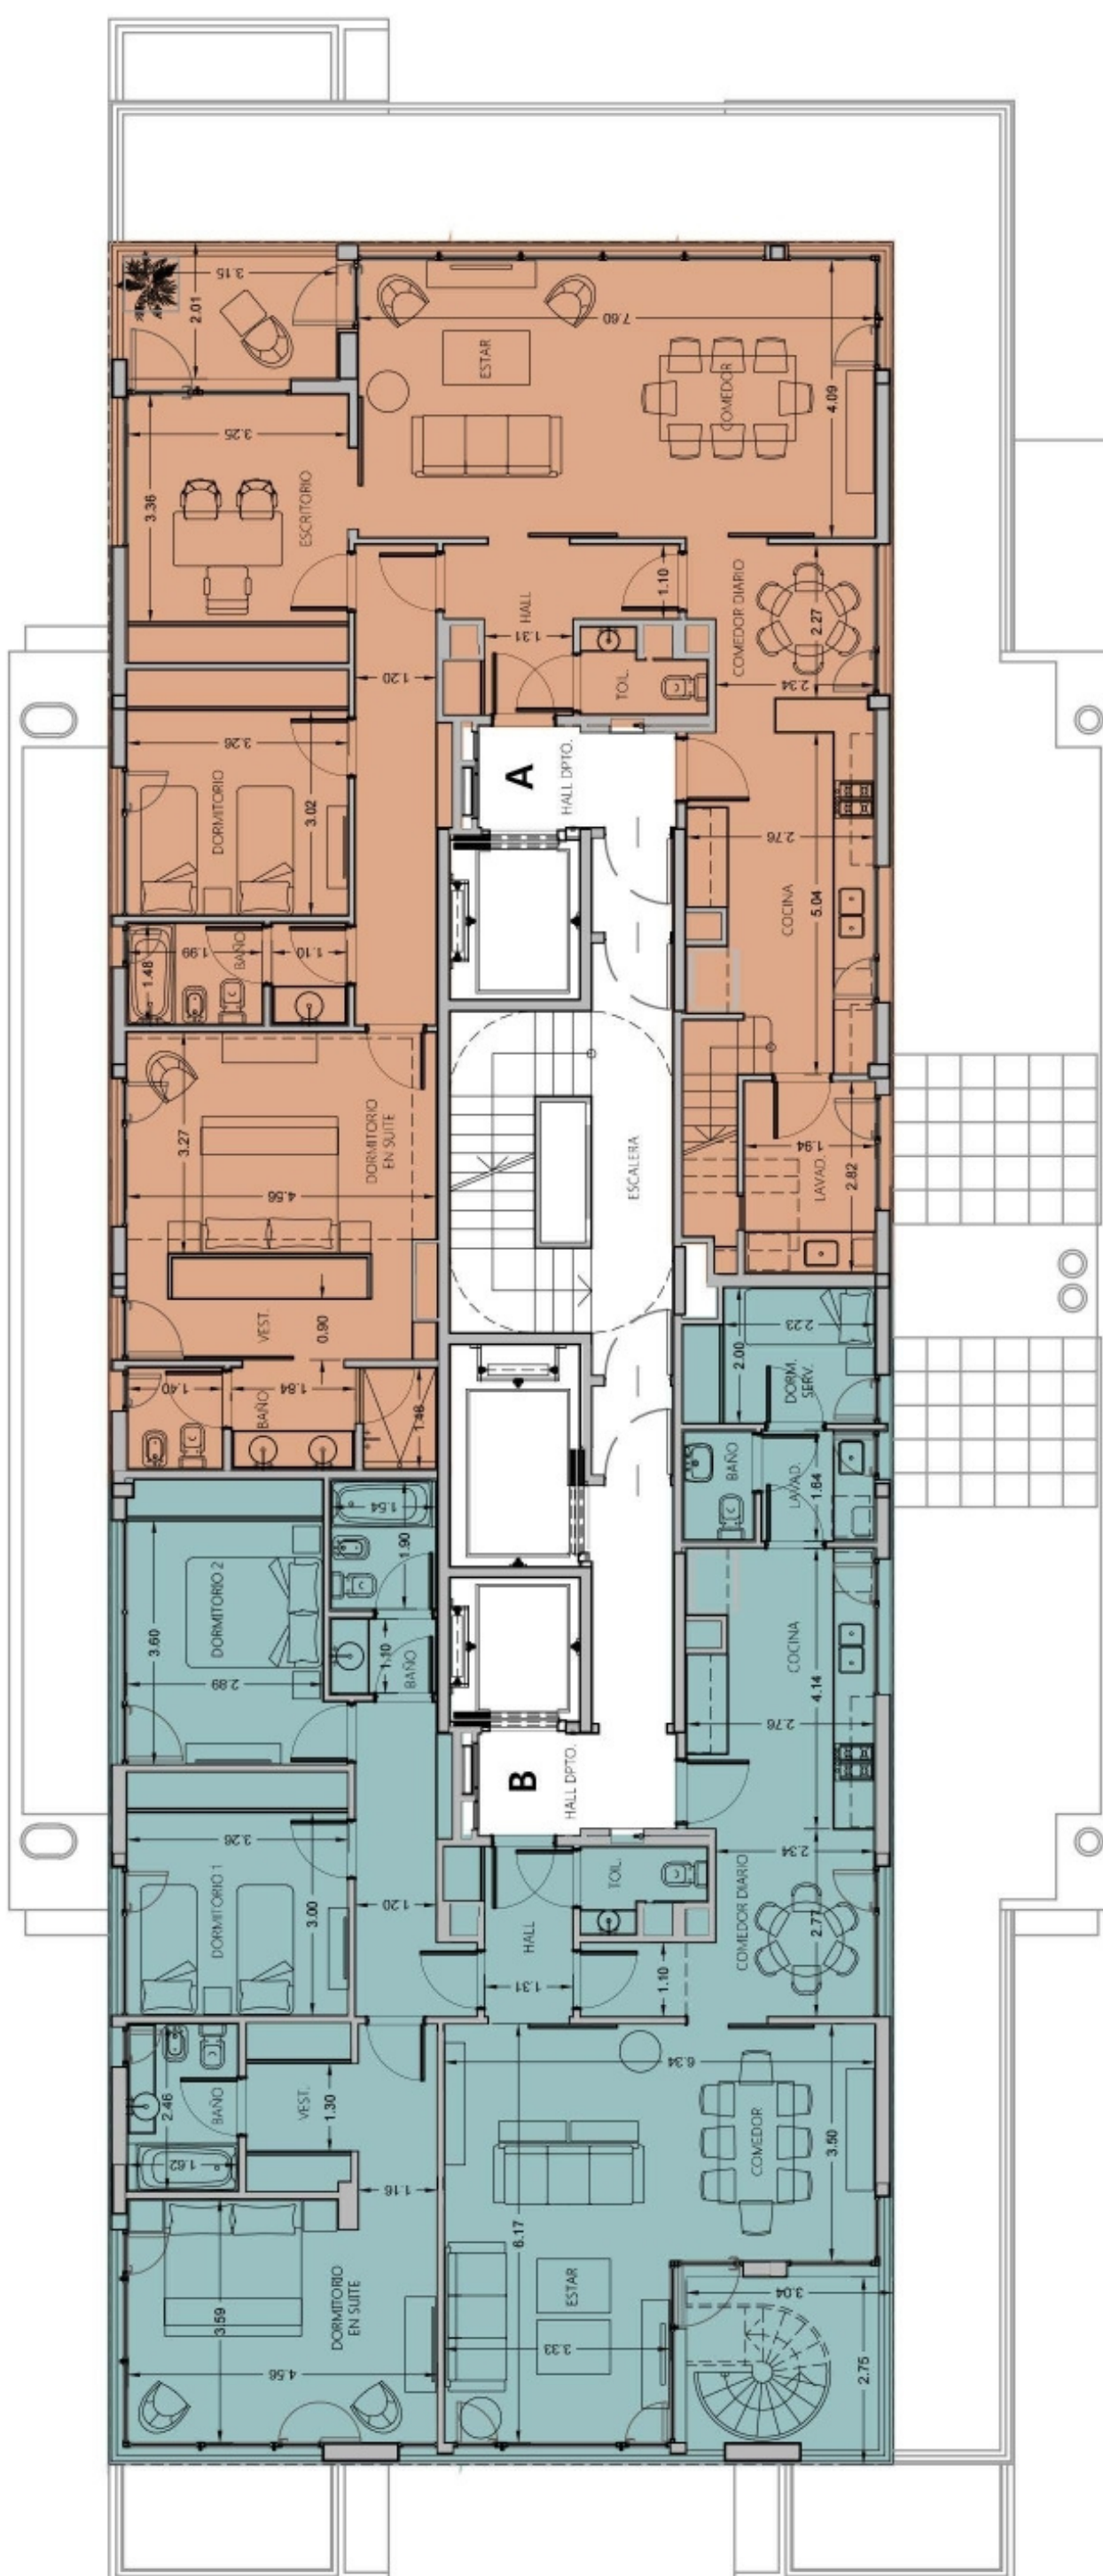 3.15
2.01
7.60
ESTAR
COMEDOR
4.09
3.25
3.36
ESCRITORIO
1.10
HALL
COMEDOR DIARIO
2.27
1.31
TOIL.
2.34
1.20
3.26
DORMITORIO
3.02
A
HALL DPTO.
2.76
COCINA
5.04
1.48
1.99
BAÑO
1.10
3.27
4.56
DORMITORIO
EN SUITE
ESCALERA
1.94
LAVAD.
2.82
VEST.
0.90
1.40
BAÑO
1.84
1.48
2.23
2.00
DORM.
SERV.
BAÑO
LAVAD.
1.64
1.54
1.90
1.10
BAÑO
DORMITORIO 2
3.60
2.89
COCINA
4.14
2.76
B
HALL DPTO.
3.26
DORMITORIO 1
3.00
1.20
TOIL.
HALL
1.31
1.10
COMEDOR DIARIO
2.34
2.77
2.46
BAÑO
1.62
VEST.
1.30
1.16
6.34
COMEDOR
3.50
6.17
ESTAR
3.33
3.59
DORMITORIO
EN SUITE
4.56
3.04
2.75